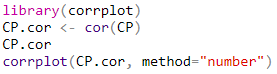 library(corrplot)
CP.cor <- cor(CP)
CP.cor
corrplot(CP.cor, method="number")